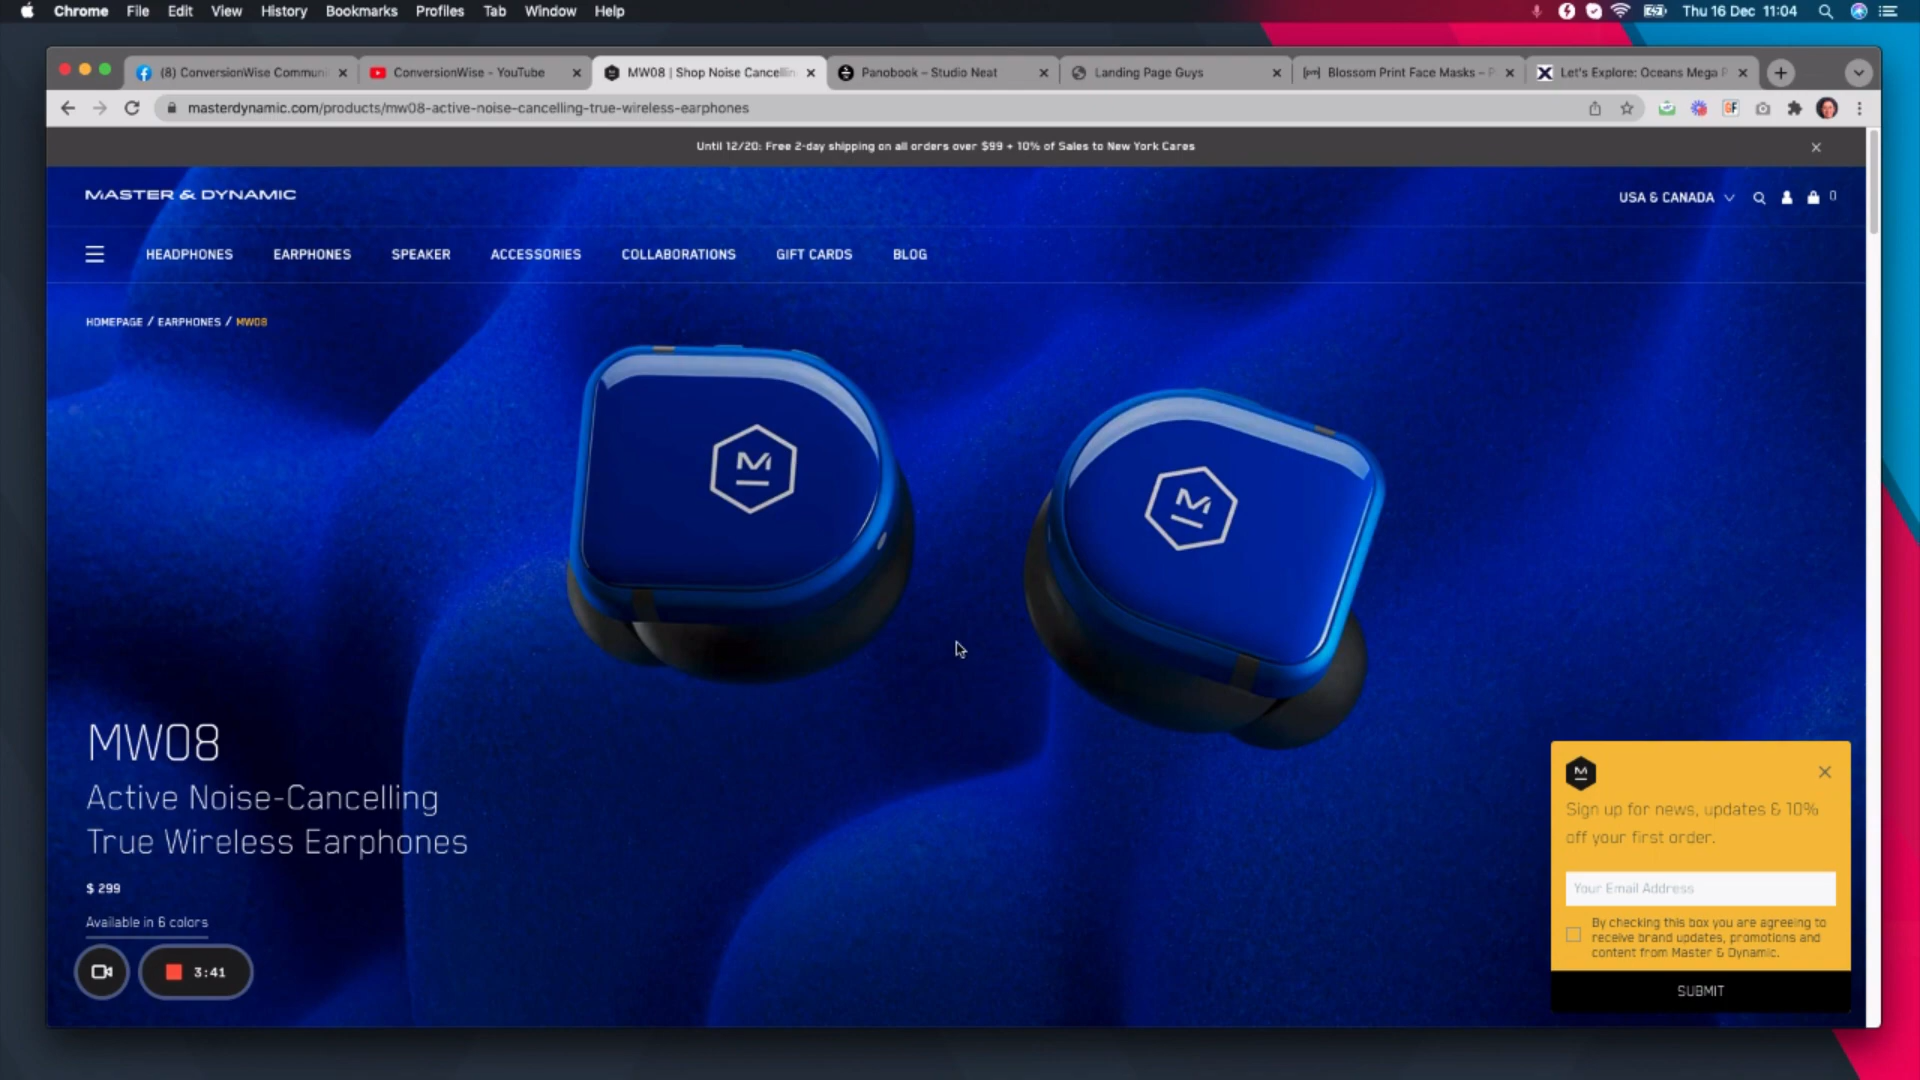 Chrome File Edit View History Bookmarks Profiles Tab Window Help
Thu 16 Dec 11:04
(8) ConversionWise Commun
ConversionWise - YouTube
MW08 | Shop Noise Cancellin
Panobook – Studio Neat
Landing Page Guys
Blossom Print Face Masks – P
Let's Explore: Oceans Mega P
masterdynamic.com/products/mw08-active-noise-cancelling-true-wireless-earphones
Until 12/20: Free 2-day shipping on all orders over $99 + 10% of Sales to New York Cares
MASTER & DYNAMIC
USA & CANADA
0
HEADPHONES EARPHONES SPEAKER ACCESSORIES COLLABORATIONS GIFT CARDS BLOG
HOMEPAGE / EARPHONES / MW08
M
M
MW08
Active Noise-Cancelling
True Wireless Earphones
$ 299
Available in 6 colors
3:41
M
Sign up for news, updates & 10%
off your first order.
Your Email Address
By checking this box you are agreeing to
receive brand updates, promotions and
content from Master & Dynamic.
SUBMIT